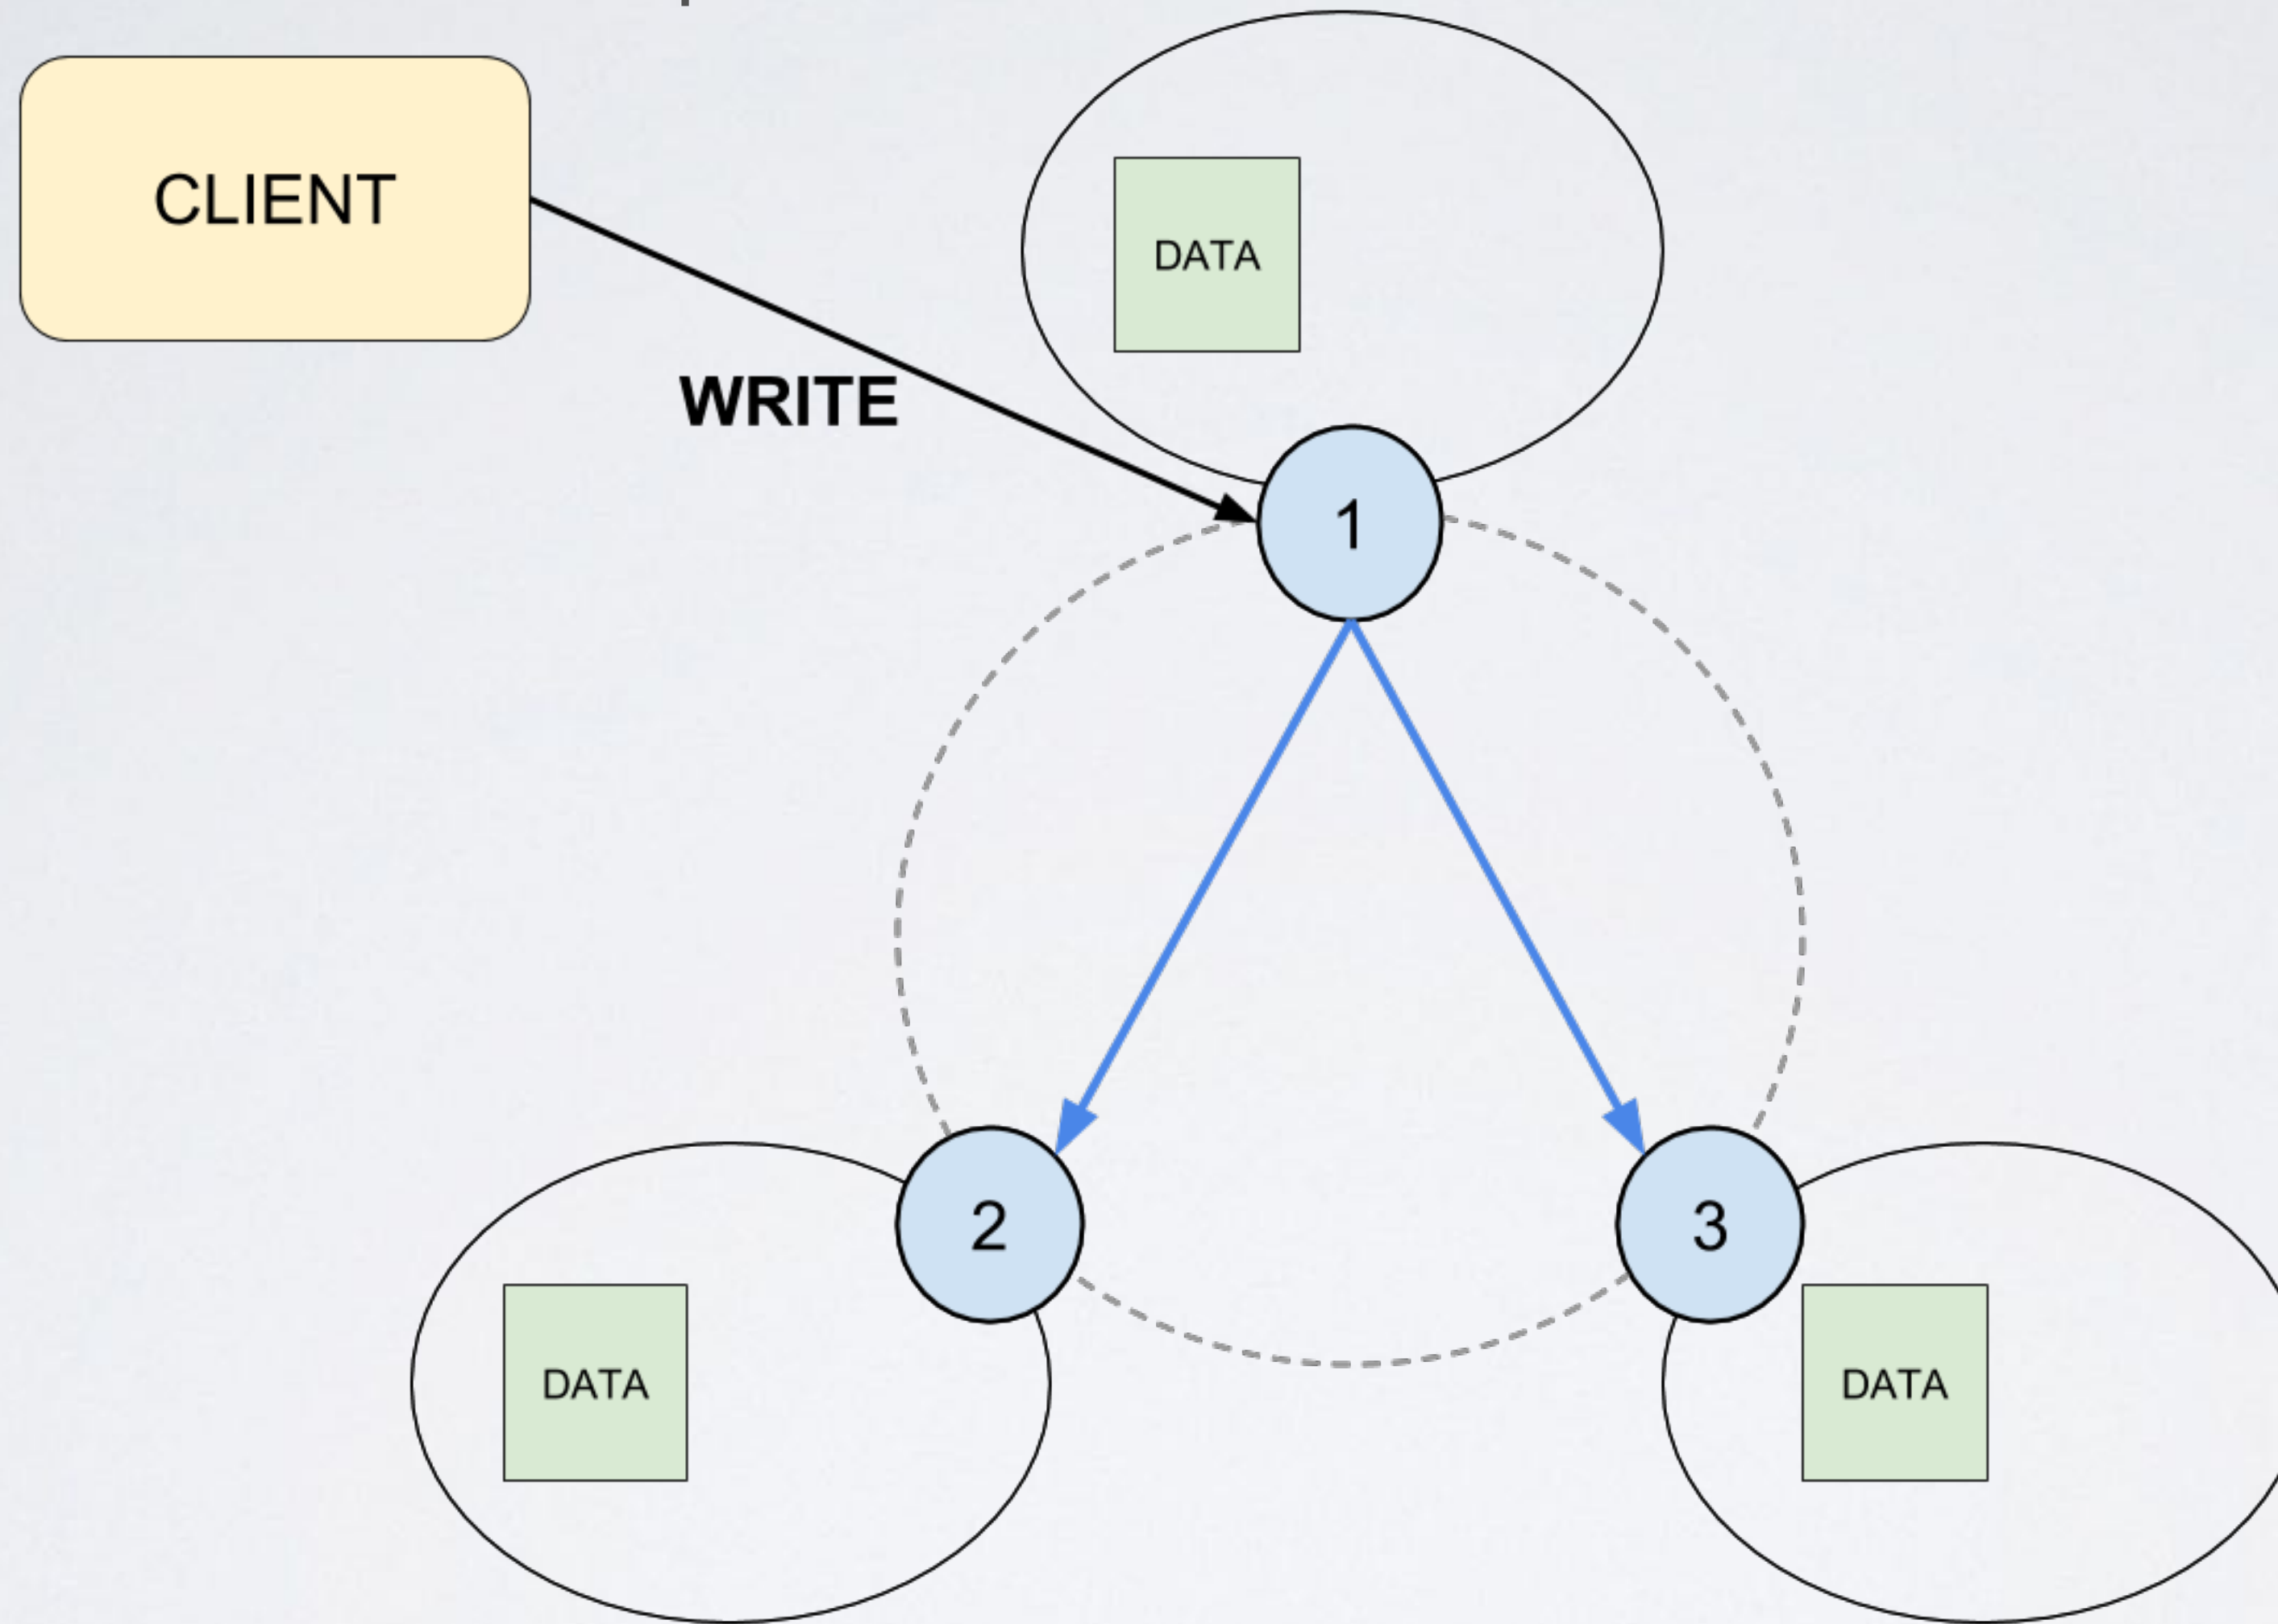 CLIENT
DATA
WRITE
1
2
3
DATA
DATA